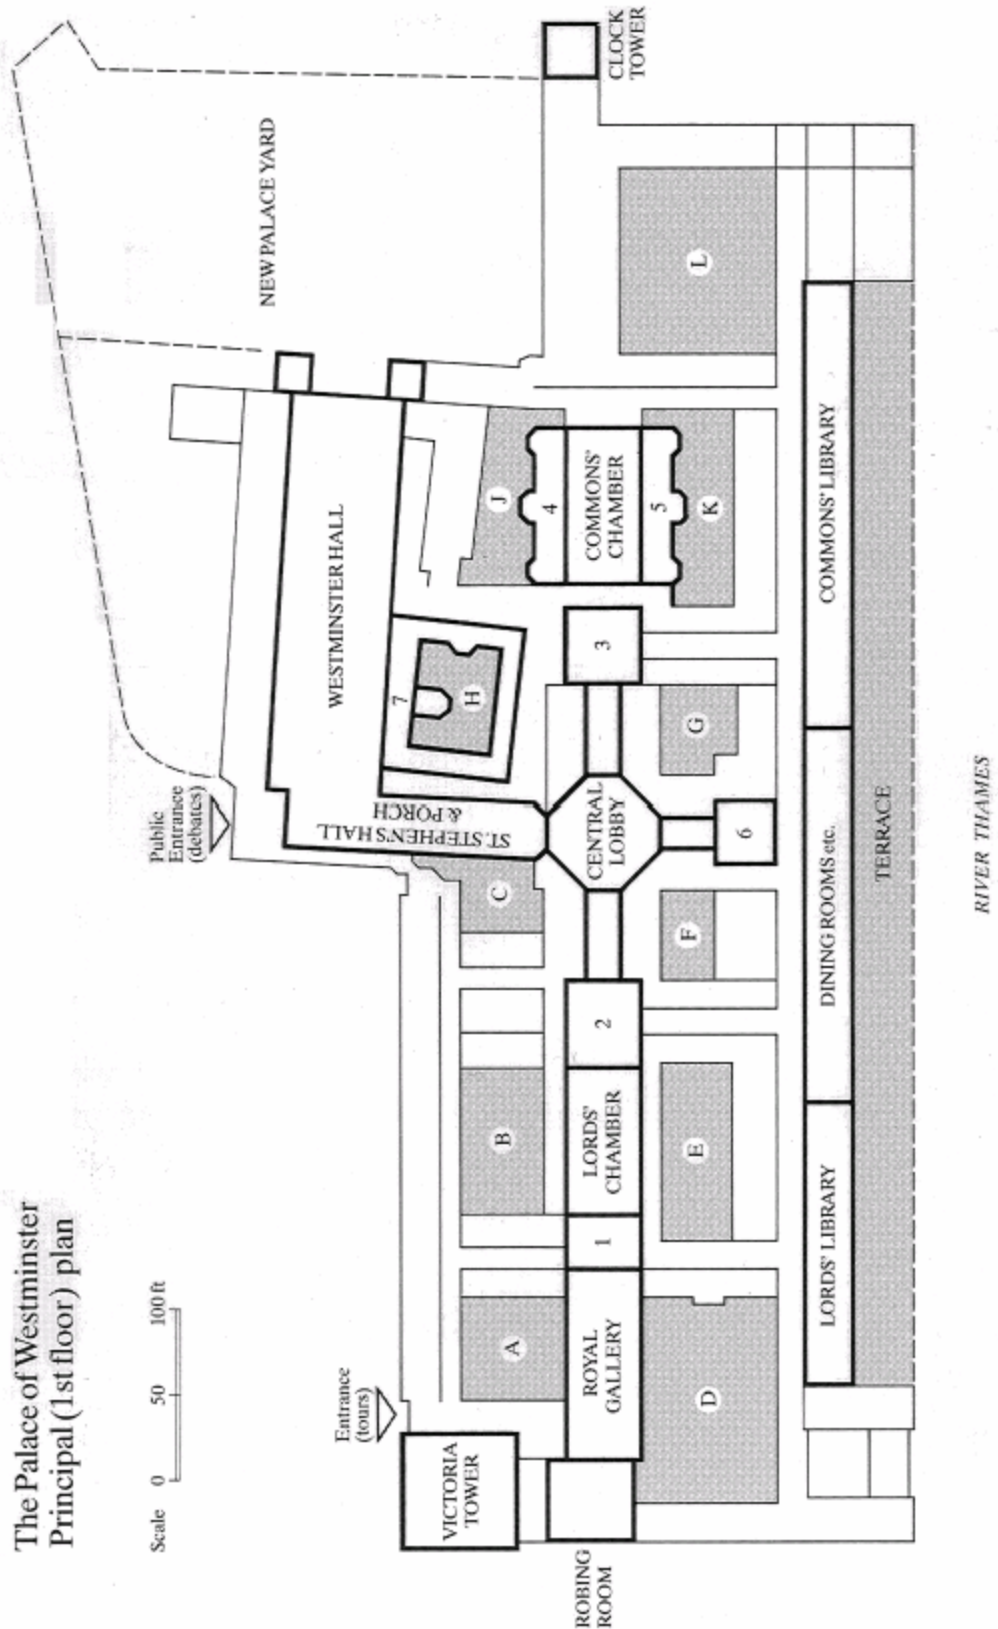 The Palace of Westminster
Principal (1st floor) plan
Scale 0 50 100 ft
Entrance
(tours)
Public
Entrance
(debates)
NEW PALACE YARD
CLOCK
TOWER
WESTMINSTER HALL
ST. STEPHEN'S HALL
& PORCH
VICTORIA
TOWER
ROBING
ROOM
ROYAL
GALLERY
1
LORDS'
CHAMBER
2
CENTRAL
LOBBY
3
COMMONS'
CHAMBER
4
5
6
7
A
B
C
D
E
F
G
H
J
K
L
LORDS' LIBRARY
DINING ROOMS etc.
COMMONS' LIBRARY
TERRACE
RIVER THAMES